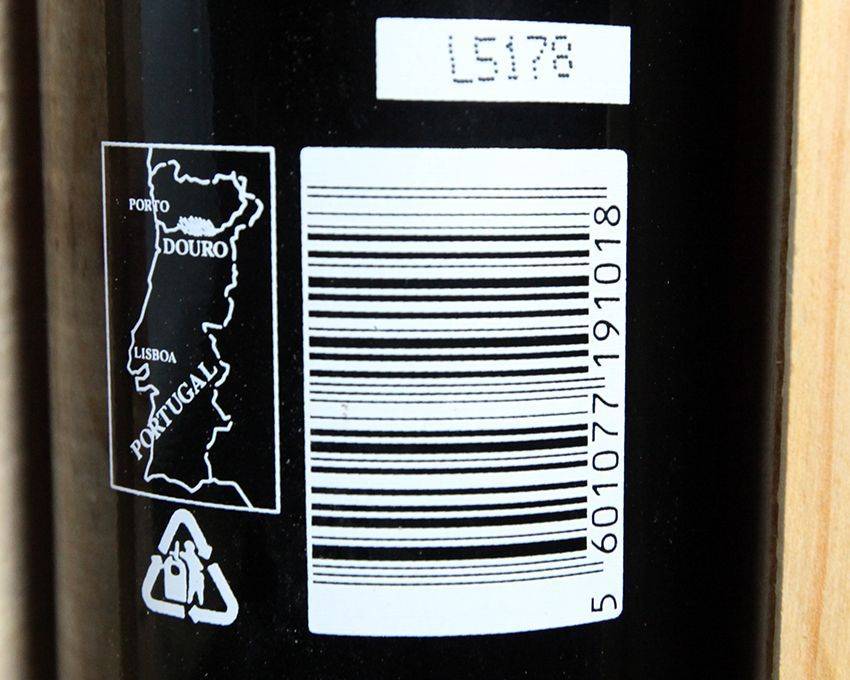 L5178
PORTO
DOURO
LISBOA
PORTUGAL
5 601077 191018